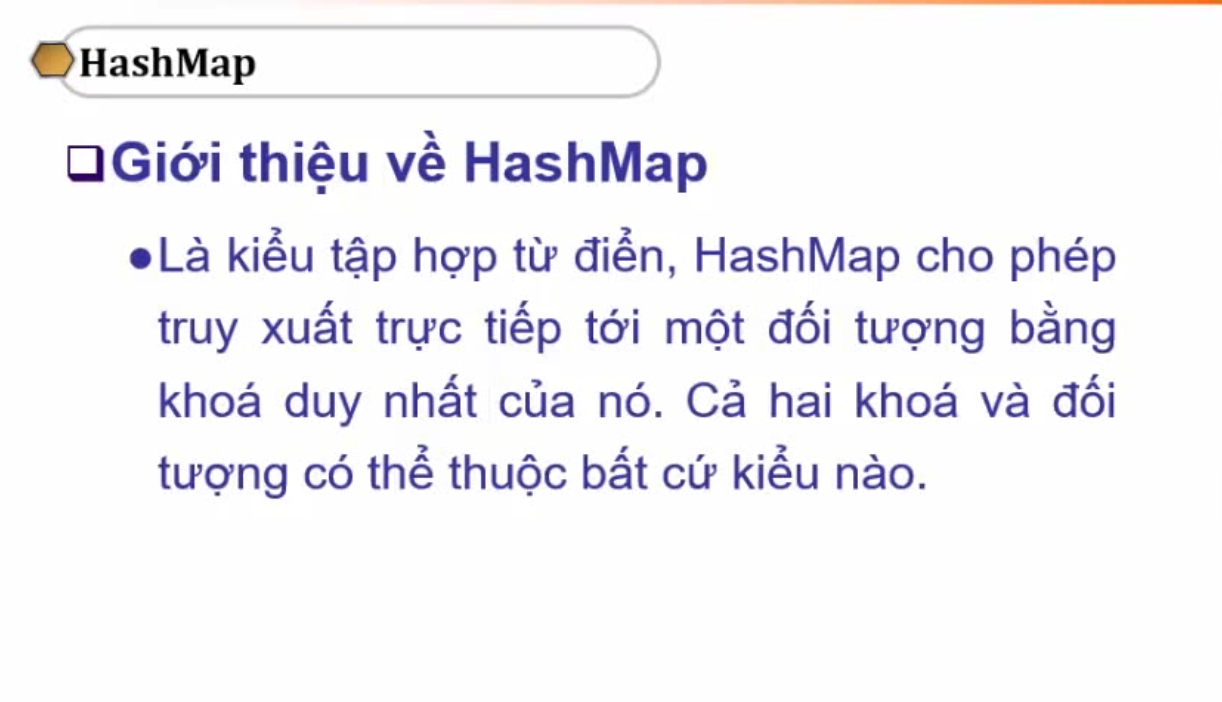 HashMap
Giới thiệu về HashMap
Là kiểu tập hợp từ điển, HashMap cho phép
truy xuất trực tiếp tới một đối tượng bằng
khoá duy nhất của nó. Cả hai khoá và đối
tượng có thể thuộc bất cứ kiểu nào.